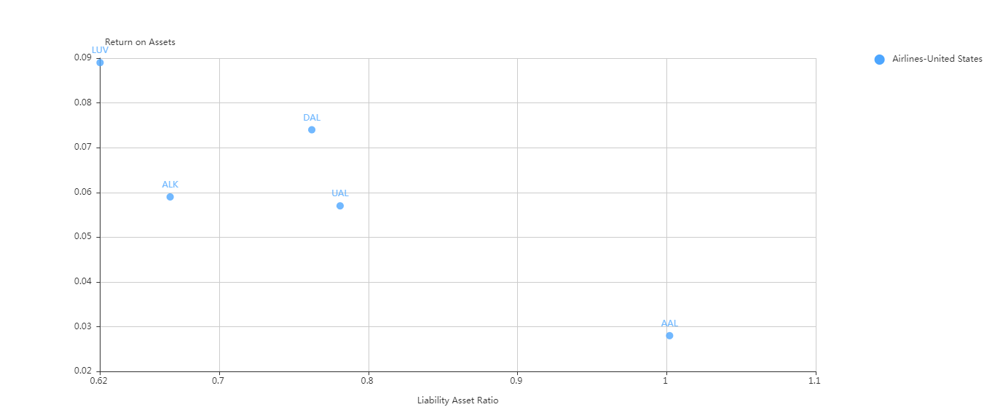 Return on Assets
Airlines-United States
LUV
0.09
0.08
DAL
0.07
ALK
0.06
UAL
0.05
0.04
AAL
0.03
0.02
0.62
0.7
0.8
0.9
1
1.1
Liability Asset Ratio